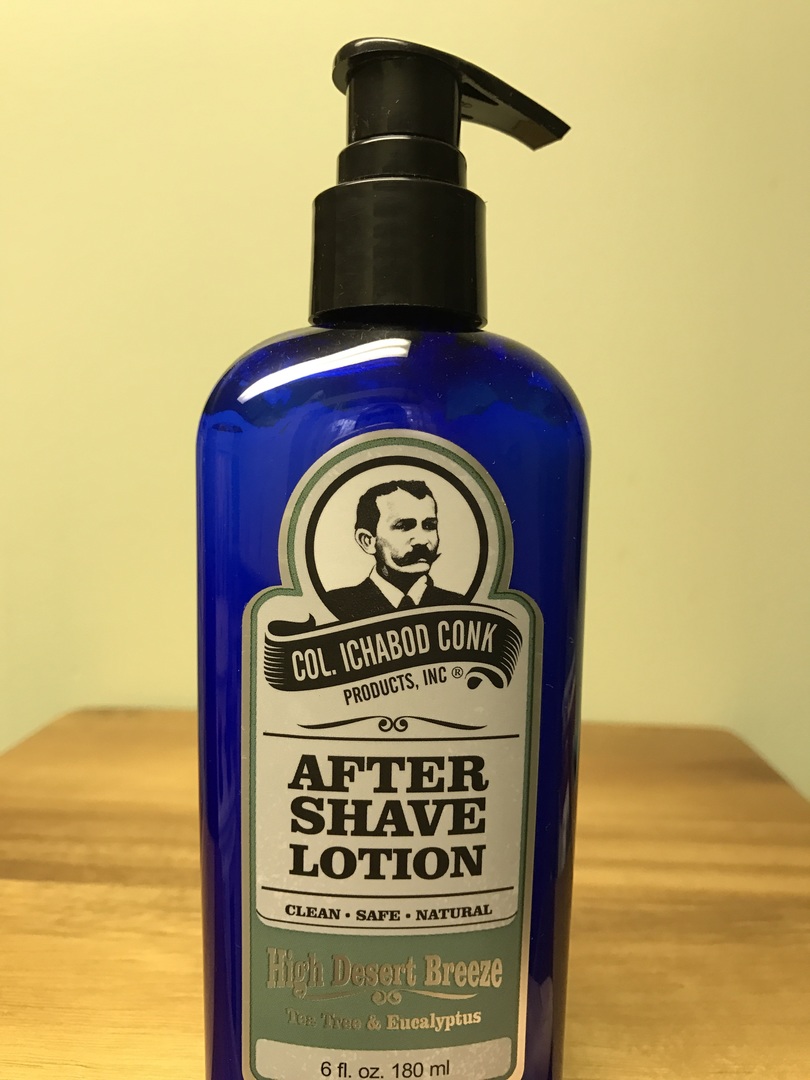 COL. ICHABOD CONK
PRODUCTS, INC ®
AFTER
SHAVE
LOTION
CLEAN • SAFE • NATURAL
High Desert Breeze
Tea Tree & Eucalyptus
6 fl. oz. 180 ml